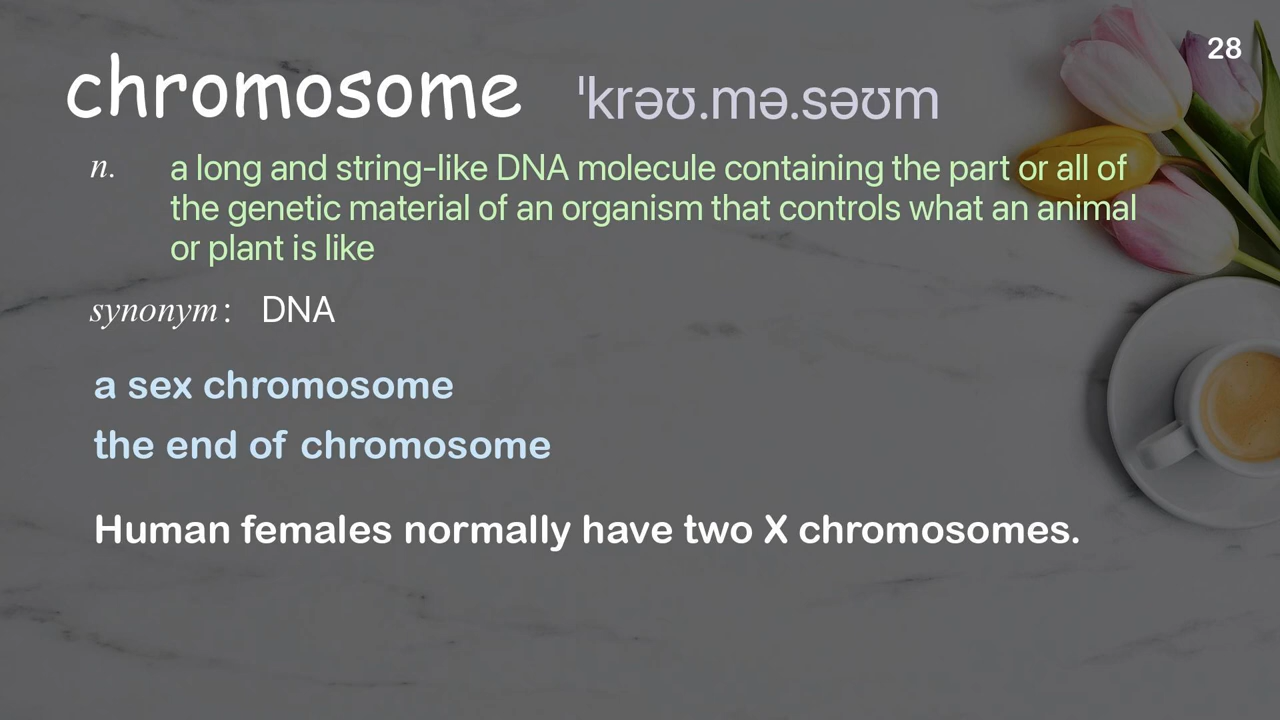 28
chromosome ˈkrəʊ.mə.səʊm
n. a long and string-like DNA molecule containing the part or all of
the genetic material of an organism that controls what an animal
or plant is like
synonym: DNA
a sex chromosome
the end of chromosome
Human females normally have two X chromosomes.